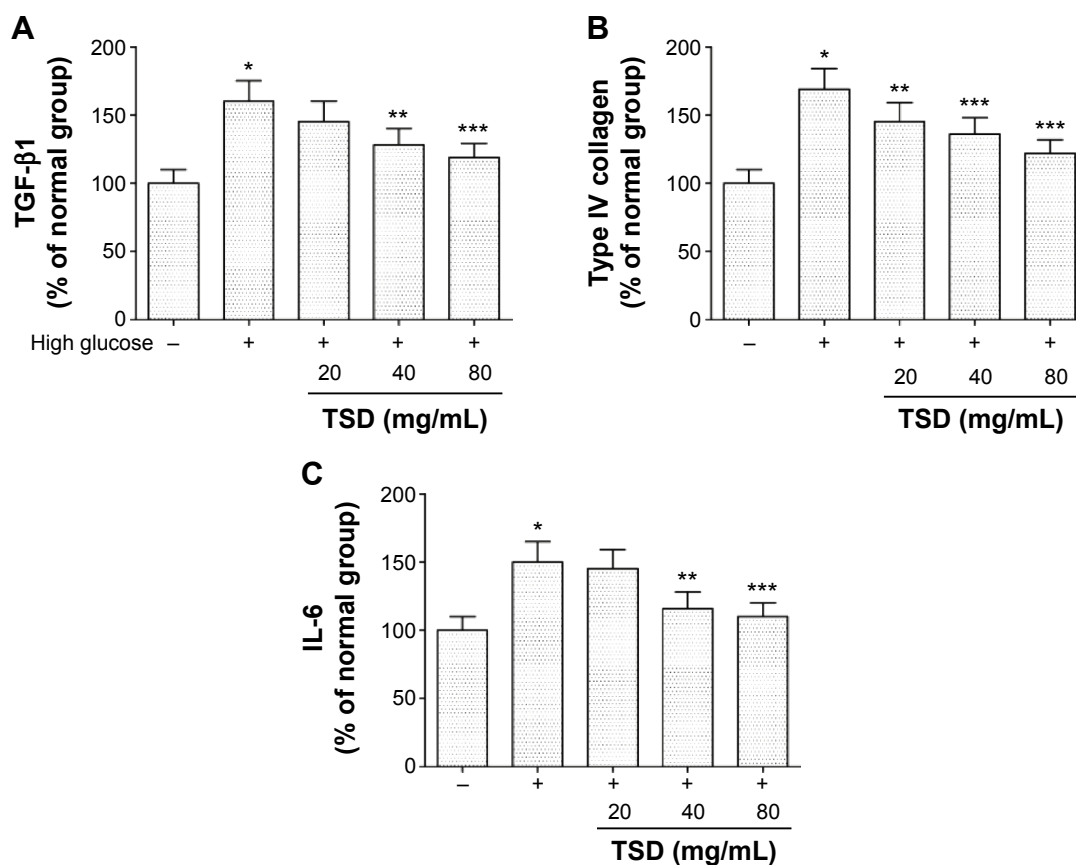 A
TGF-β1
(% of normal group)
200
150
100
50
0
*
**
***
High glucose – + + + +
20 40 80
TSD (mg/mL)
B
Type IV collagen
(% of normal group)
200
150
100
50
0
*
**
***
***
– + + + +
20 40 80
TSD (mg/mL)
C
IL-6
(% of normal group)
200
150
100
50
0
*
**
***
– + + + +
20 40 80
TSD (mg/mL)